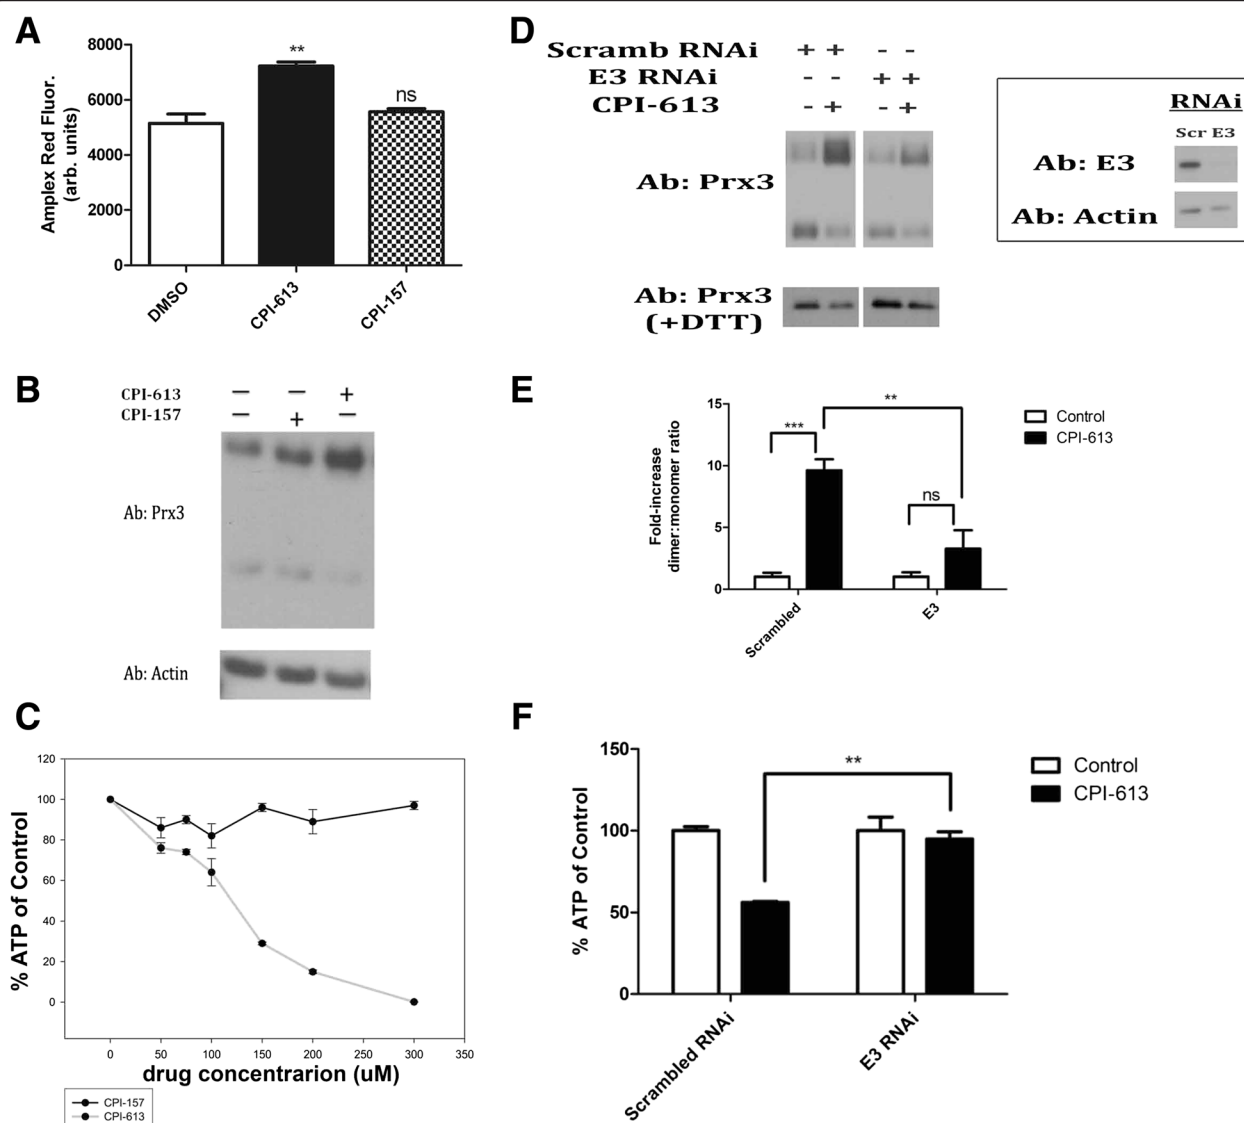 A
Amplex Red Fluor.
(arb. units)
8000
6000
4000
2000
0
**
ns
DMSO
CPI-613
CPI-157
B
CPI-613 — — +
CPI-157 — + —
Ab: Prx3
Ab: Actin
C
% ATP of Control
120
100
80
60
40
20
0
0 50 100 150 200 250 300 350
drug concentrarion (uM)
CPI-157
CPI-613
D
Scramb RNAi + + - -
E3 RNAi - - + +
CPI-613 - + - +
Ab: Prx3
Ab: Prx3
(+DTT)
RNAi
Scr E3
Ab: E3
Ab: Actin
E
Fold-increase
dimer:monomer ratio
15
10
5
0
***
**
ns
Scrambled
E3
Control
CPI-613
F
% ATP of Control
150
100
50
0
**
Scrambled RNAi
E3 RNAi
Control
CPI-613